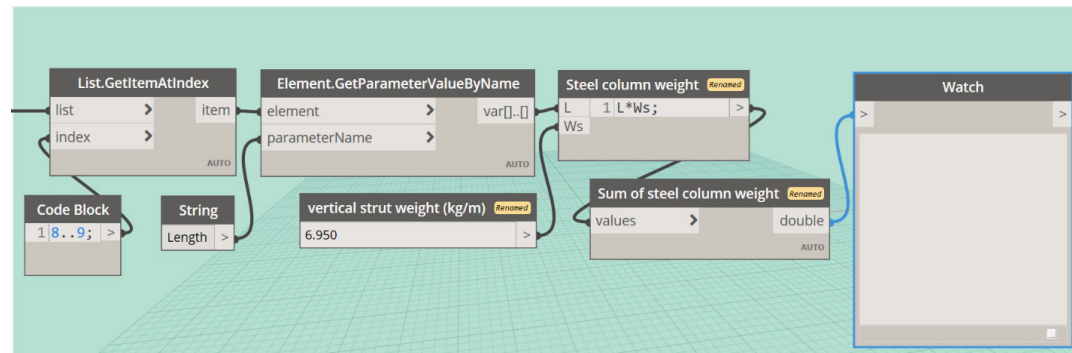 List.GetItemAtIndex
list > item
index >
AUTO
Code Block
1 8..9; >
Element.GetParameterValueByName
element > var[]..[]
parameterName >
AUTO
String
Length >
vertical strut weight (kg/m) Renamed
6.950 >
Steel column weight Renamed
L 1 L*Ws; >
Ws
Sum of steel column weight Renamed
values > double
AUTO
Watch
> >